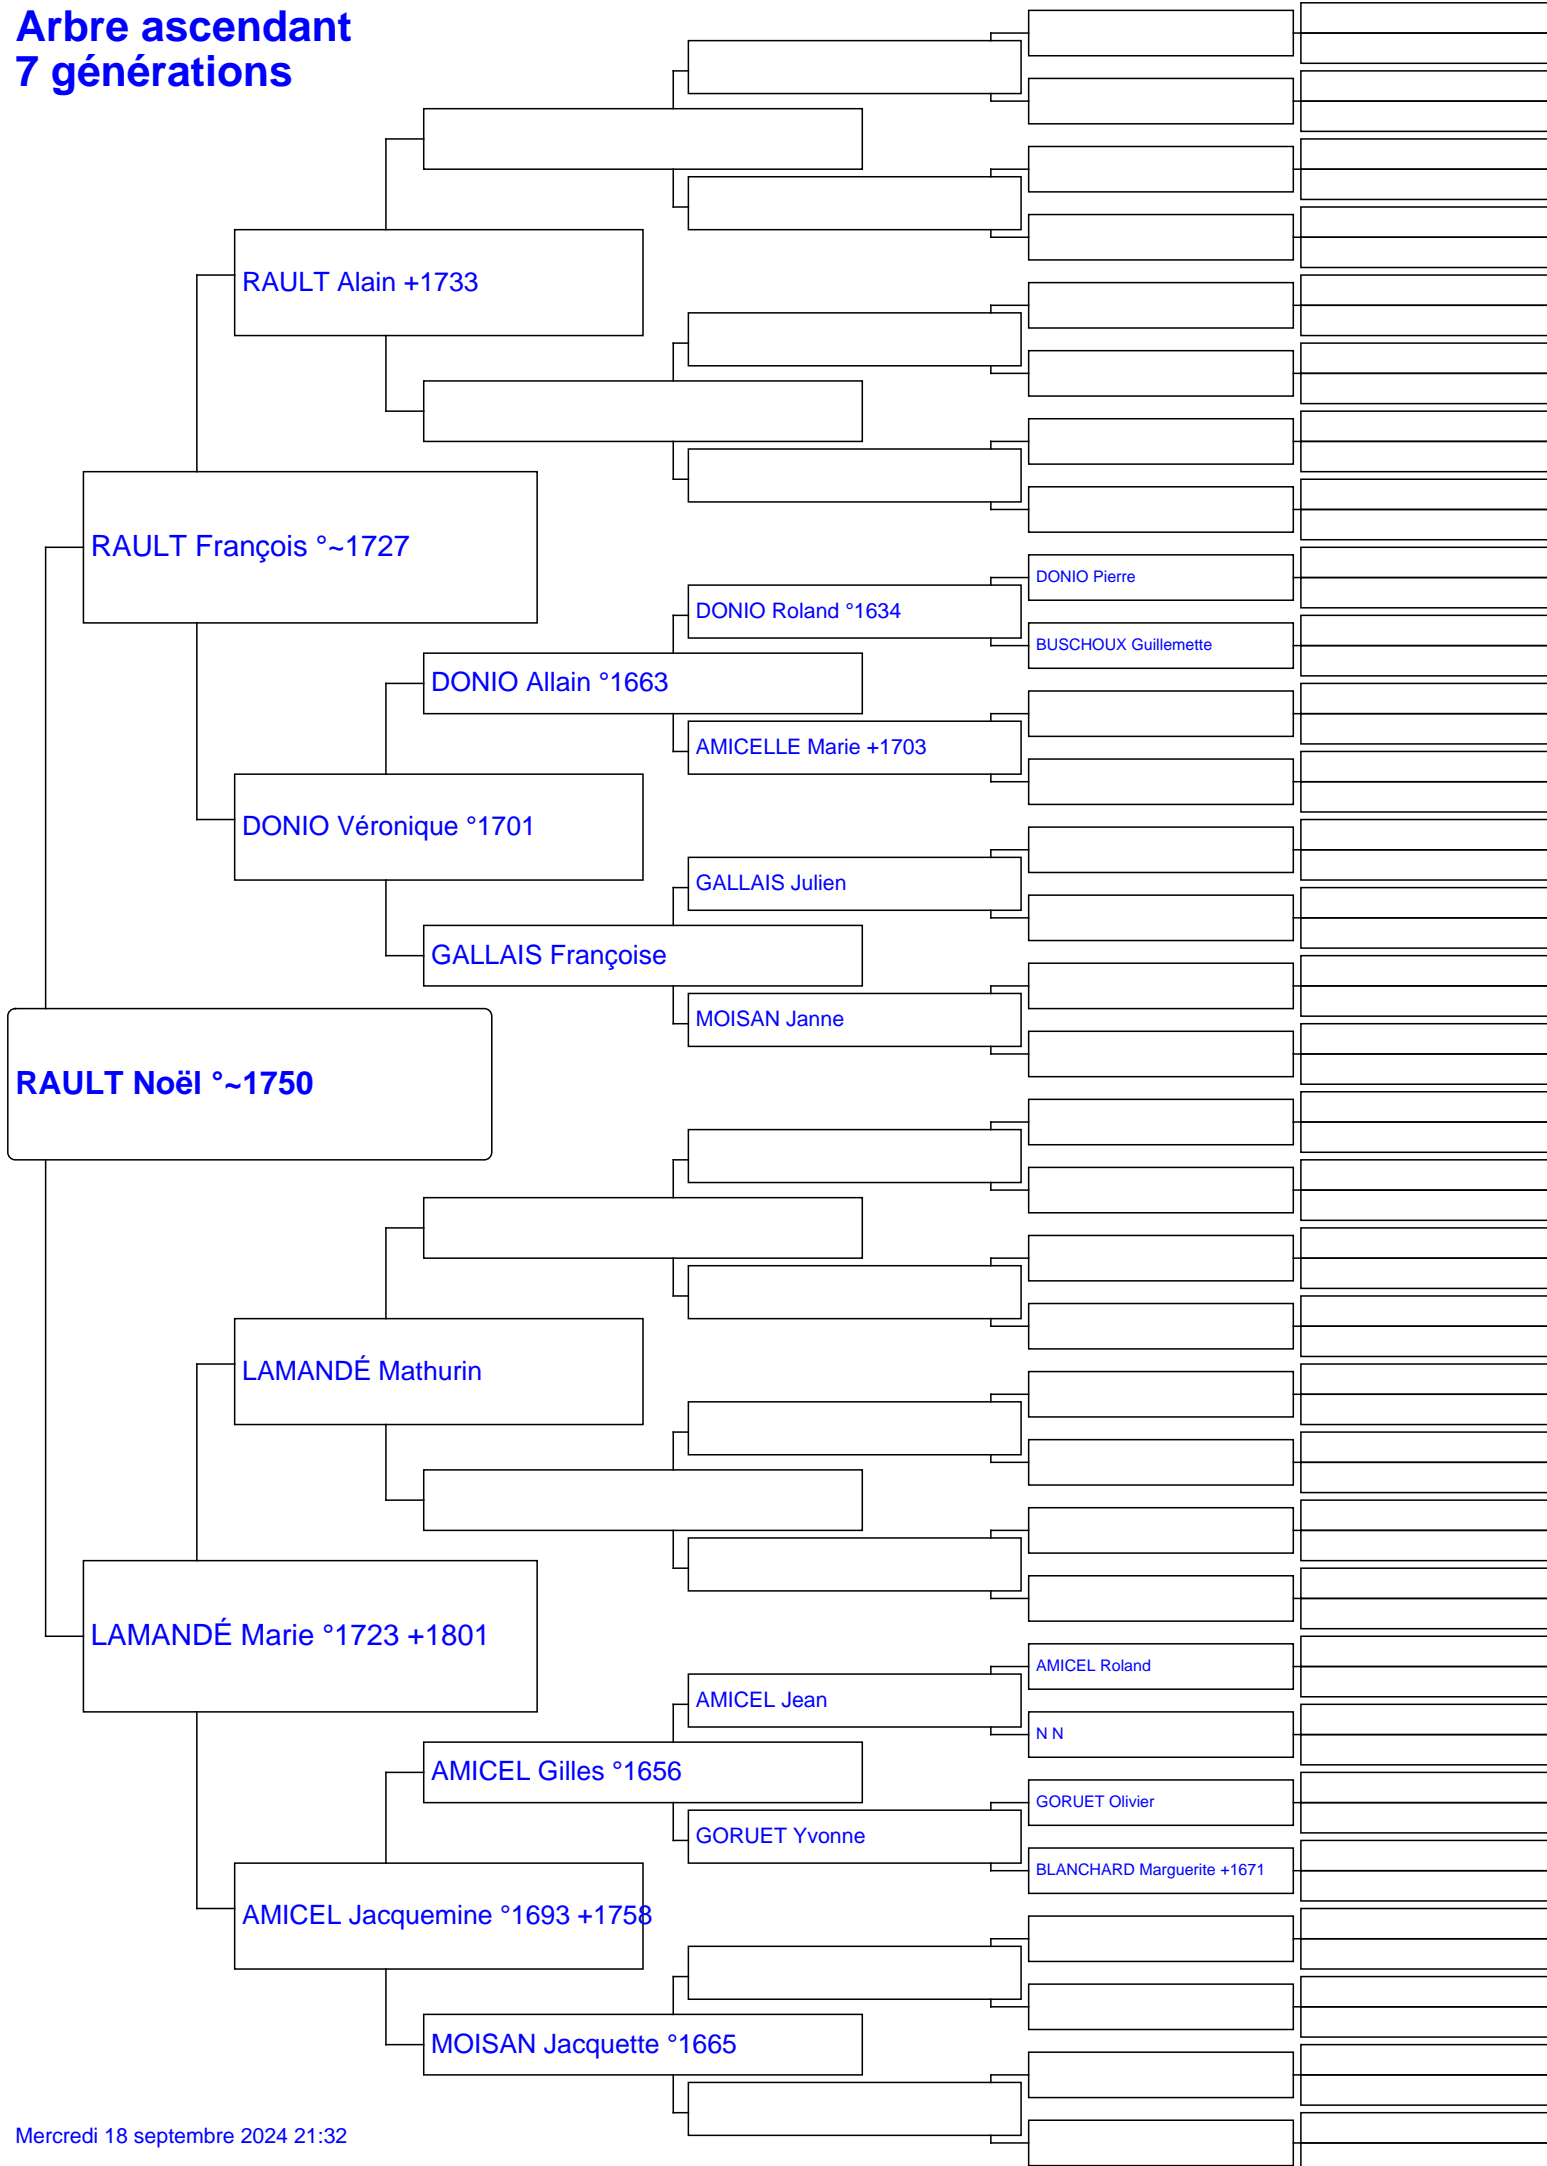 Arbre ascendant
7 générations
RAULT Alain +1733
RAULT François °~1727
DONIO Pierre
DONIO Roland °1634
BUSCHOUX Guillemette
DONIO Allain °1663
AMICELLE Marie +1703
DONIO Véronique °1701
GALLAIS Julien
GALLAIS Françoise
MOISAN Janne
RAULT Noël °~1750
LAMANDÉ Mathurin
LAMANDÉ Marie °1723 +1801
AMICEL Roland
AMICEL Jean
N N
AMICEL Gilles °1656
GORUET Olivier
GORUET Yvonne
BLANCHARD Marguerite +1671
AMICEL Jacquemine °1693 +1758
MOISAN Jacquette °1665
Mercredi 18 septembre 2024 21:32